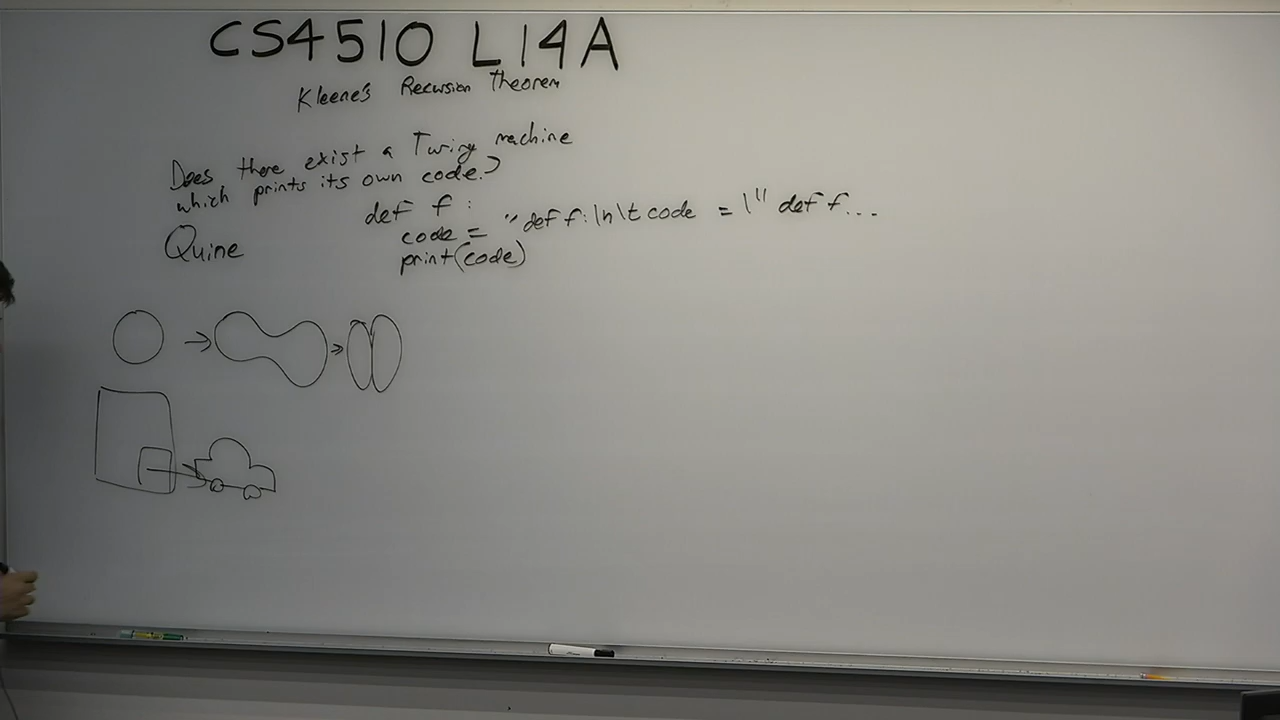 CS4510 L14A
Kleene's Recursion Theorem
Does there exist a Turing machine
which prints its own code?
def f:
code = "def f:\n\t code = \" def f...
print(code)
Quine